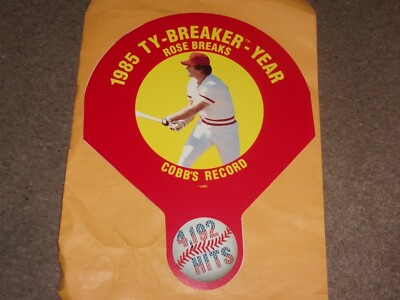 1985 TY-BREAKER™-YEAR
ROSE BREAKS
COBB'S RECORD
4,192
HITS